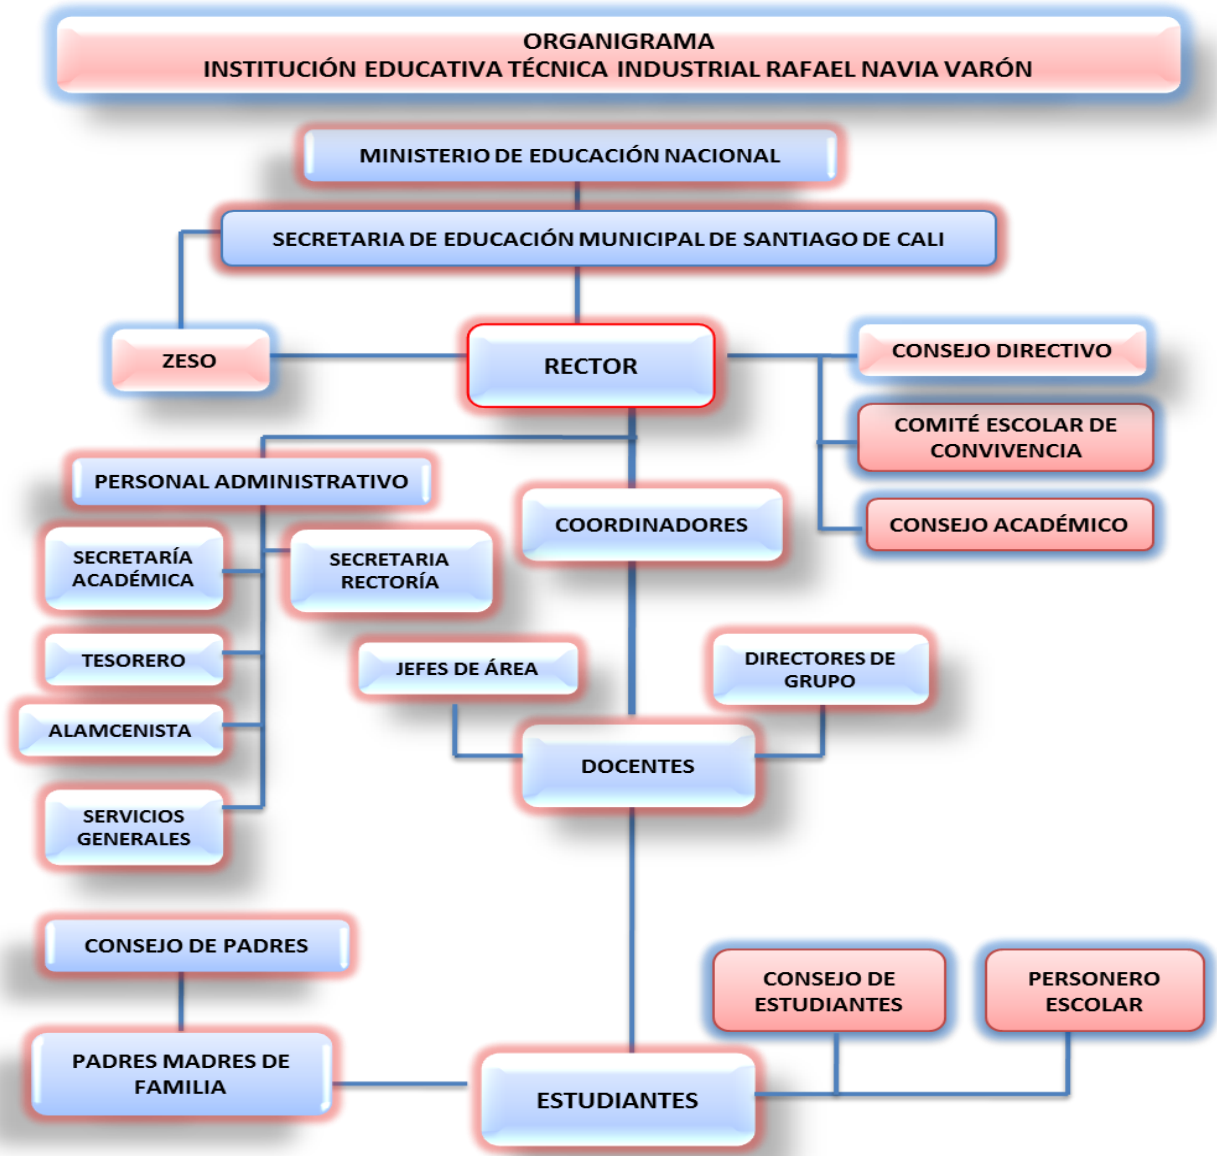 ORGANIGRAMA
INSTITUCIÓN EDUCATIVA TÉCNICA INDUSTRIAL RAFAEL NAVIA VARÓN
MINISTERIO DE EDUCACIÓN NACIONAL
SECRETARIA DE EDUCACIÓN MUNICIPAL DE SANTIAGO DE CALI
ZESO
RECTOR
CONSEJO DIRECTIVO
COMITÉ ESCOLAR DE
CONVIVENCIA
CONSEJO ACADÉMICO
PERSONAL ADMINISTRATIVO
COORDINADORES
SECRETARÍA
ACADÉMICA
SECRETARIA
RECTORÍA
TESORERO
ALAMCENISTA
SERVICIOS
GENERALES
JEFES DE ÁREA
DIRECTORES DE
GRUPO
DOCENTES
CONSEJO DE PADRES
PADRES MADRES DE
FAMILIA
ESTUDIANTES
CONSEJO DE
ESTUDIANTES
PERSONERO
ESCOLAR